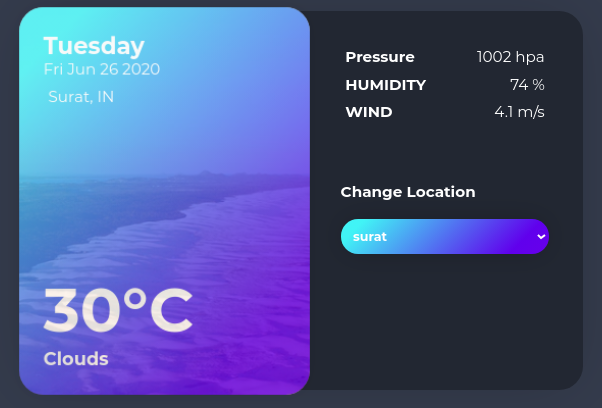 Tuesday
Fri Jun 26 2020
Surat, IN
30°C
Clouds
Pressure 1002 hpa
HUMIDITY 74 %
WIND 4.1 m/s
Change Location
surat